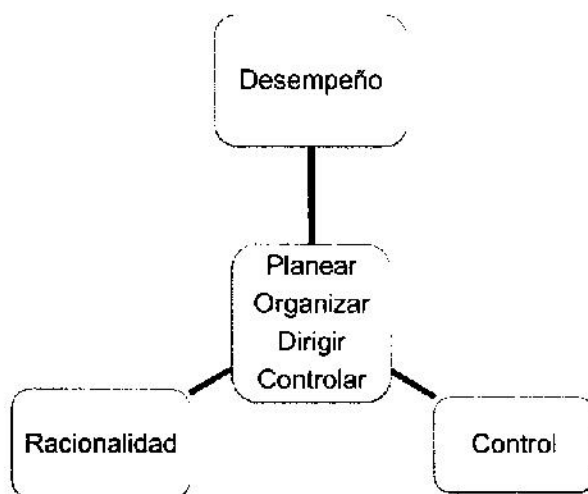 Desempeño
Planear
Organizar
Dirigir
Controlar
Racionalidad
Control